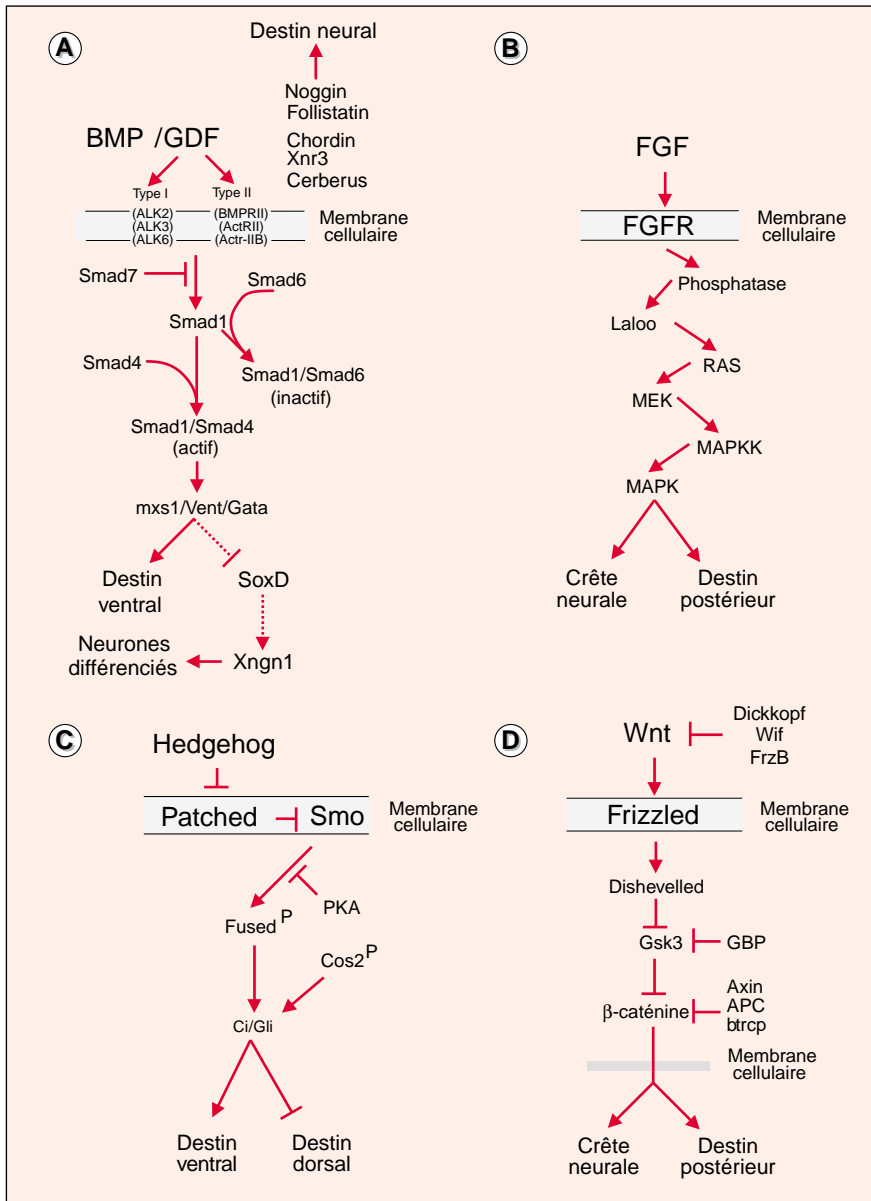 A
Destin neural
Noggin
Follistatin
Chordin
Xnr3
Cerberus
BMP /GDF
Type I
Type II
(ALK2)
(ALK3)
(ALK6)
(BMPRII)
(ActRII)
(Actr-IIB)
Membrane
cellulaire
Smad7
Smad6
Smad1
Smad4
Smad1/Smad6
(inactif)
Smad1/Smad4
(actif)
mxs1/Vent/Gata
Destin
ventral
SoxD
Neurones
différenciés
Xngn1
B
FGF
FGFR
Membrane
cellulaire
Phosphatase
Laloo
RAS
MEK
MAPKK
MAPK
Crête
neurale
Destin
postérieur
C
Hedgehog
Patched
Smo
Membrane
cellulaire
PKA
Fused P
Cos2 P
Ci/Gli
Destin
ventral
Destin
dorsal
D
Wnt
Dickkopf
Wif
FrzB
Frizzled
Membrane
cellulaire
Dishevelled
Gsk3
GBP
β-caténine
Axin
APC
btrcp
Membrane
cellulaire
Crête
neurale
Destin
postérieur